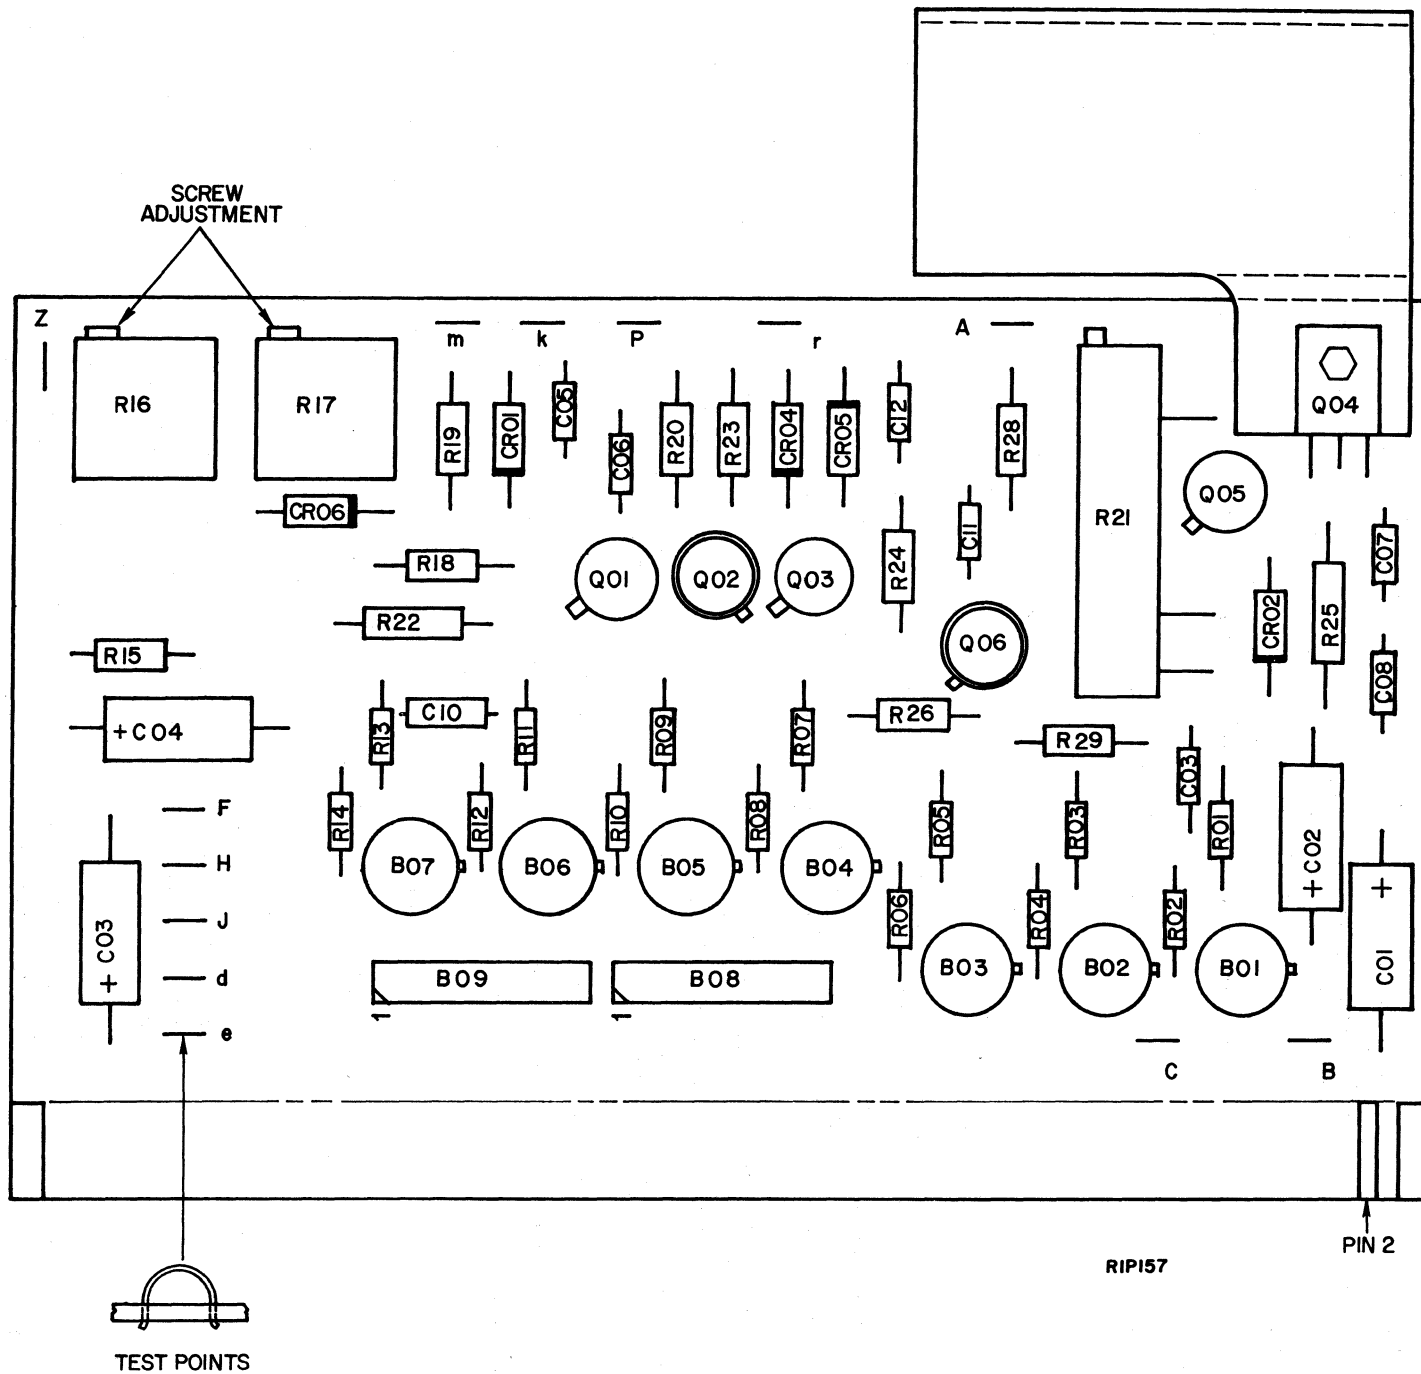 SCREW
ADJUSTMENT
Z
m
k
P
r
A
R16
R17
R19
CR01
C05
C06
R20
R23
CR04
CR05
C12
R28
Q04
CR06
R21
Q05
R18
Q01
Q02
Q03
R24
C11
C07
R22
Q06
CR02
R25
R15
C08
+C04
R13
C10
R11
R09
R07
R26
R29
C03
F
R14
R12
R10
R08
R05
R03
R01
+C02
H
B07
B06
B05
B04
+
C01
J
R06
R04
R02
+C03
d
B09
B08
B03
B02
B01
1
1
e
C
B
PIN 2
R1P157
TEST POINTS